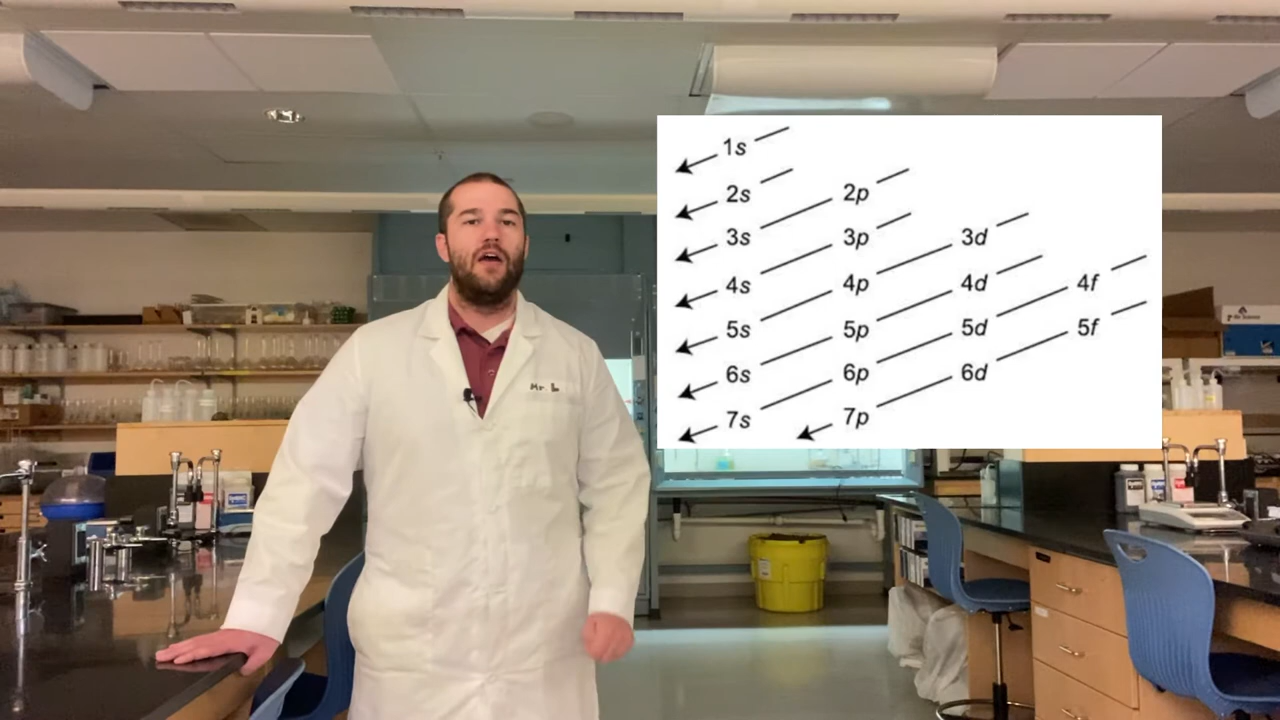 1s
2s 2p
3s 3p 3d
4s 4p 4d 4f
5s 5p 5d 5f
6s 6p 6d
7s 7p
Mr.